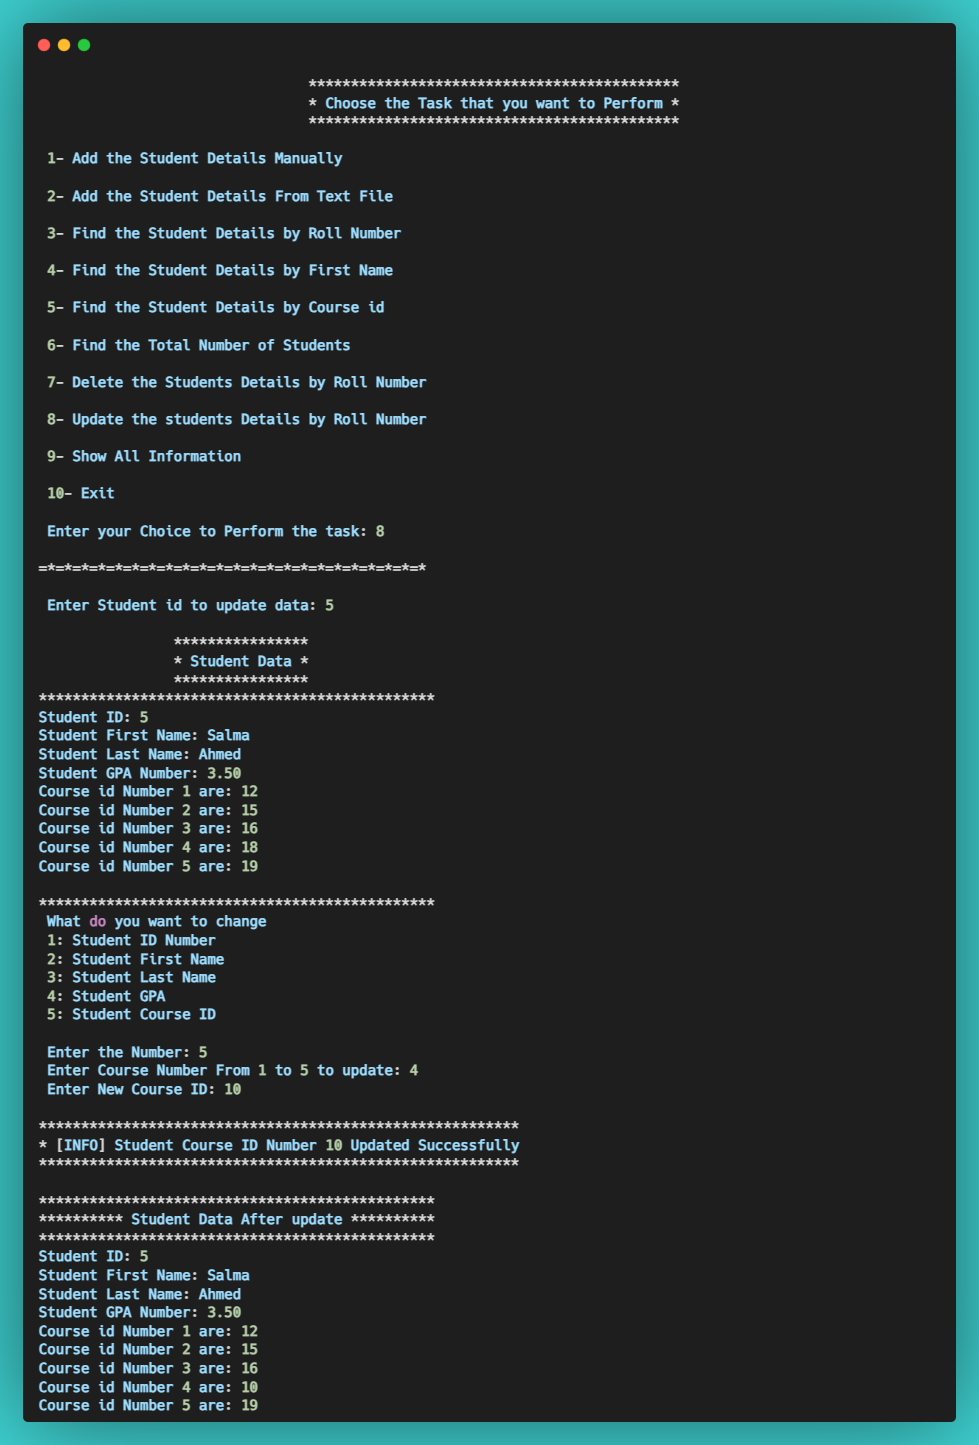 ********************************************
* Choose the Task that you want to Perform *
********************************************
1- Add the Student Details Manually
2- Add the Student Details From Text File
3- Find the Student Details by Roll Number
4- Find the Student Details by First Name
5- Find the Student Details by Course id
6- Find the Total Number of Students
7- Delete the Students Details by Roll Number
8- Update the students Details by Roll Number
9- Show All Information
10- Exit
Enter your Choice to Perform the task: 8
=*=*=*=*=*=*=*=*=*=*=*=*=*=*=*=*=*=*=*=*=*=*=*
Enter Student id to update data: 5
****************
* Student Data *
****************
***********************************************
Student ID: 5
Student First Name: Salma
Student Last Name: Ahmed
Student GPA Number: 3.50
Course id Number 1 are: 12
Course id Number 2 are: 15
Course id Number 3 are: 16
Course id Number 4 are: 18
Course id Number 5 are: 19
***********************************************
What do you want to change
1: Student ID Number
2: Student First Name
3: Student Last Name
4: Student GPA
5: Student Course ID
Enter the Number: 5
Enter Course Number From 1 to 5 to update: 4
Enter New Course ID: 10
*********************************************************
* [INFO] Student Course ID Number 10 Updated Successfully
*********************************************************
***********************************************
********** Student Data After update **********
***********************************************
Student ID: 5
Student First Name: Salma
Student Last Name: Ahmed
Student GPA Number: 3.50
Course id Number 1 are: 12
Course id Number 2 are: 15
Course id Number 3 are: 16
Course id Number 4 are: 10
Course id Number 5 are: 19